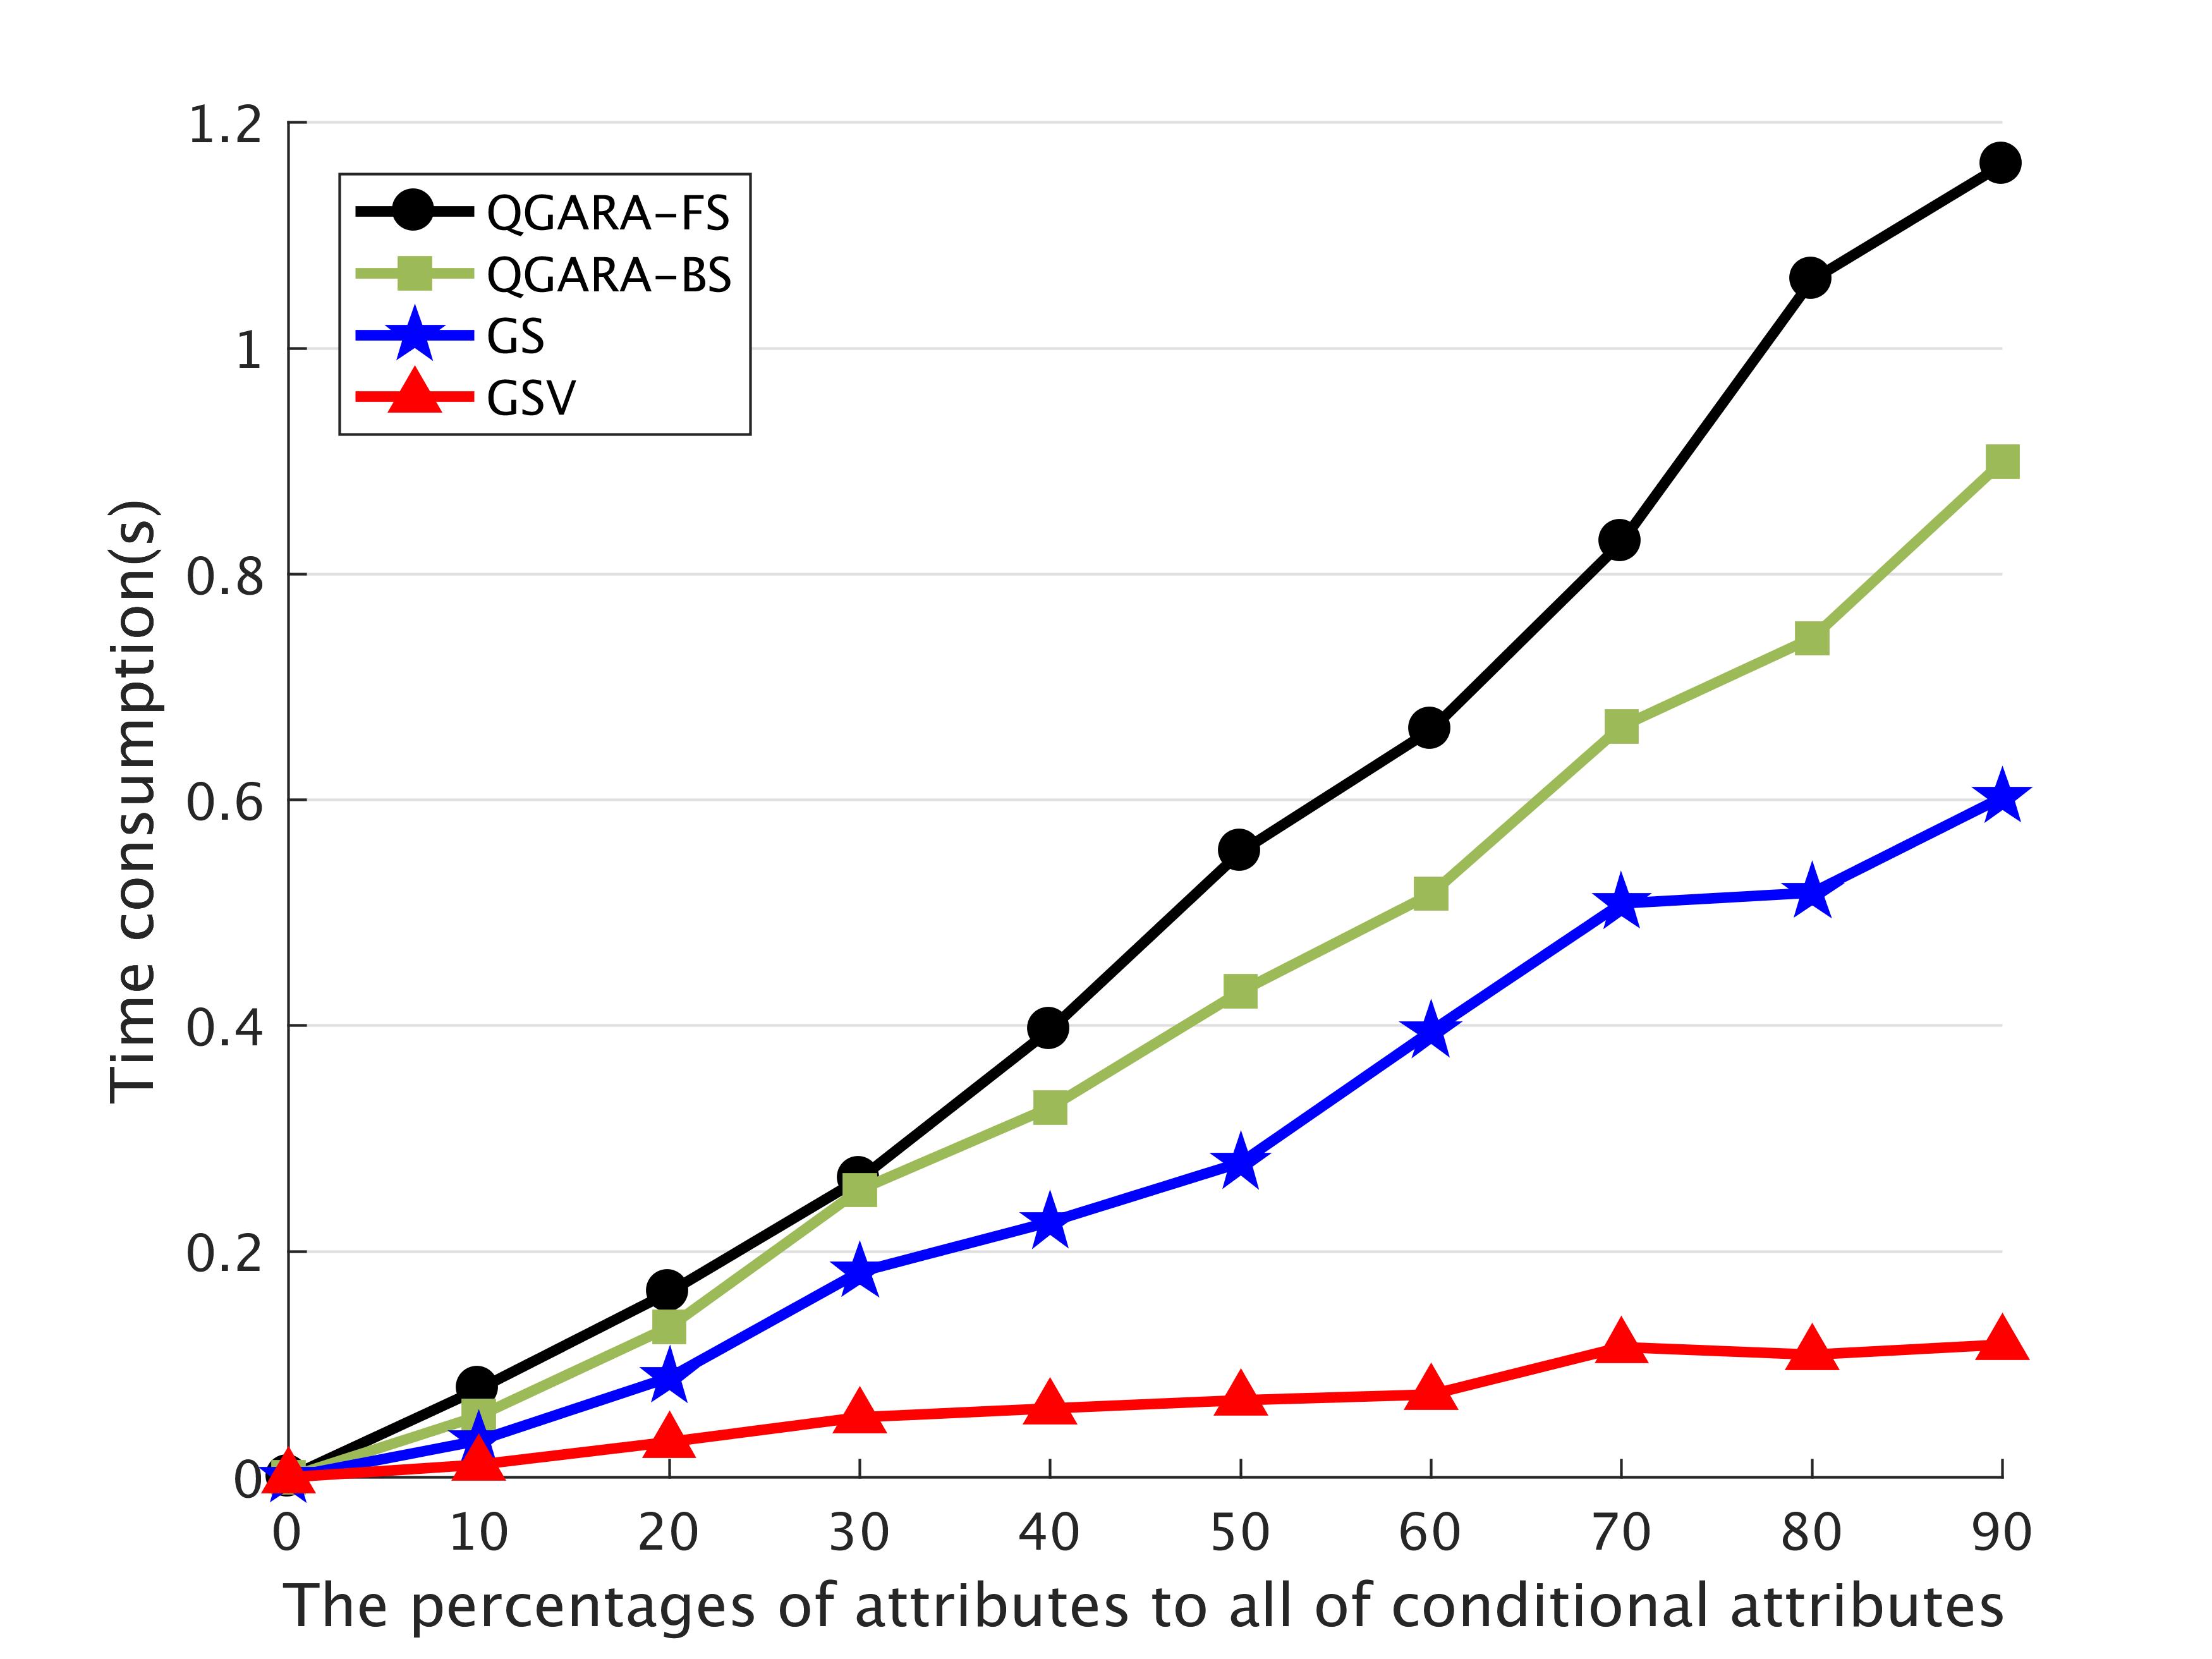 1.2
1
0.8
0.6
0.4
0.2
0
QGARA-FS
QGARA-BS
GS
GSV
Time consumption(s)
0 10 20 30 40 50 60 70 80 90
The percentages of attributes to all of conditional attributes